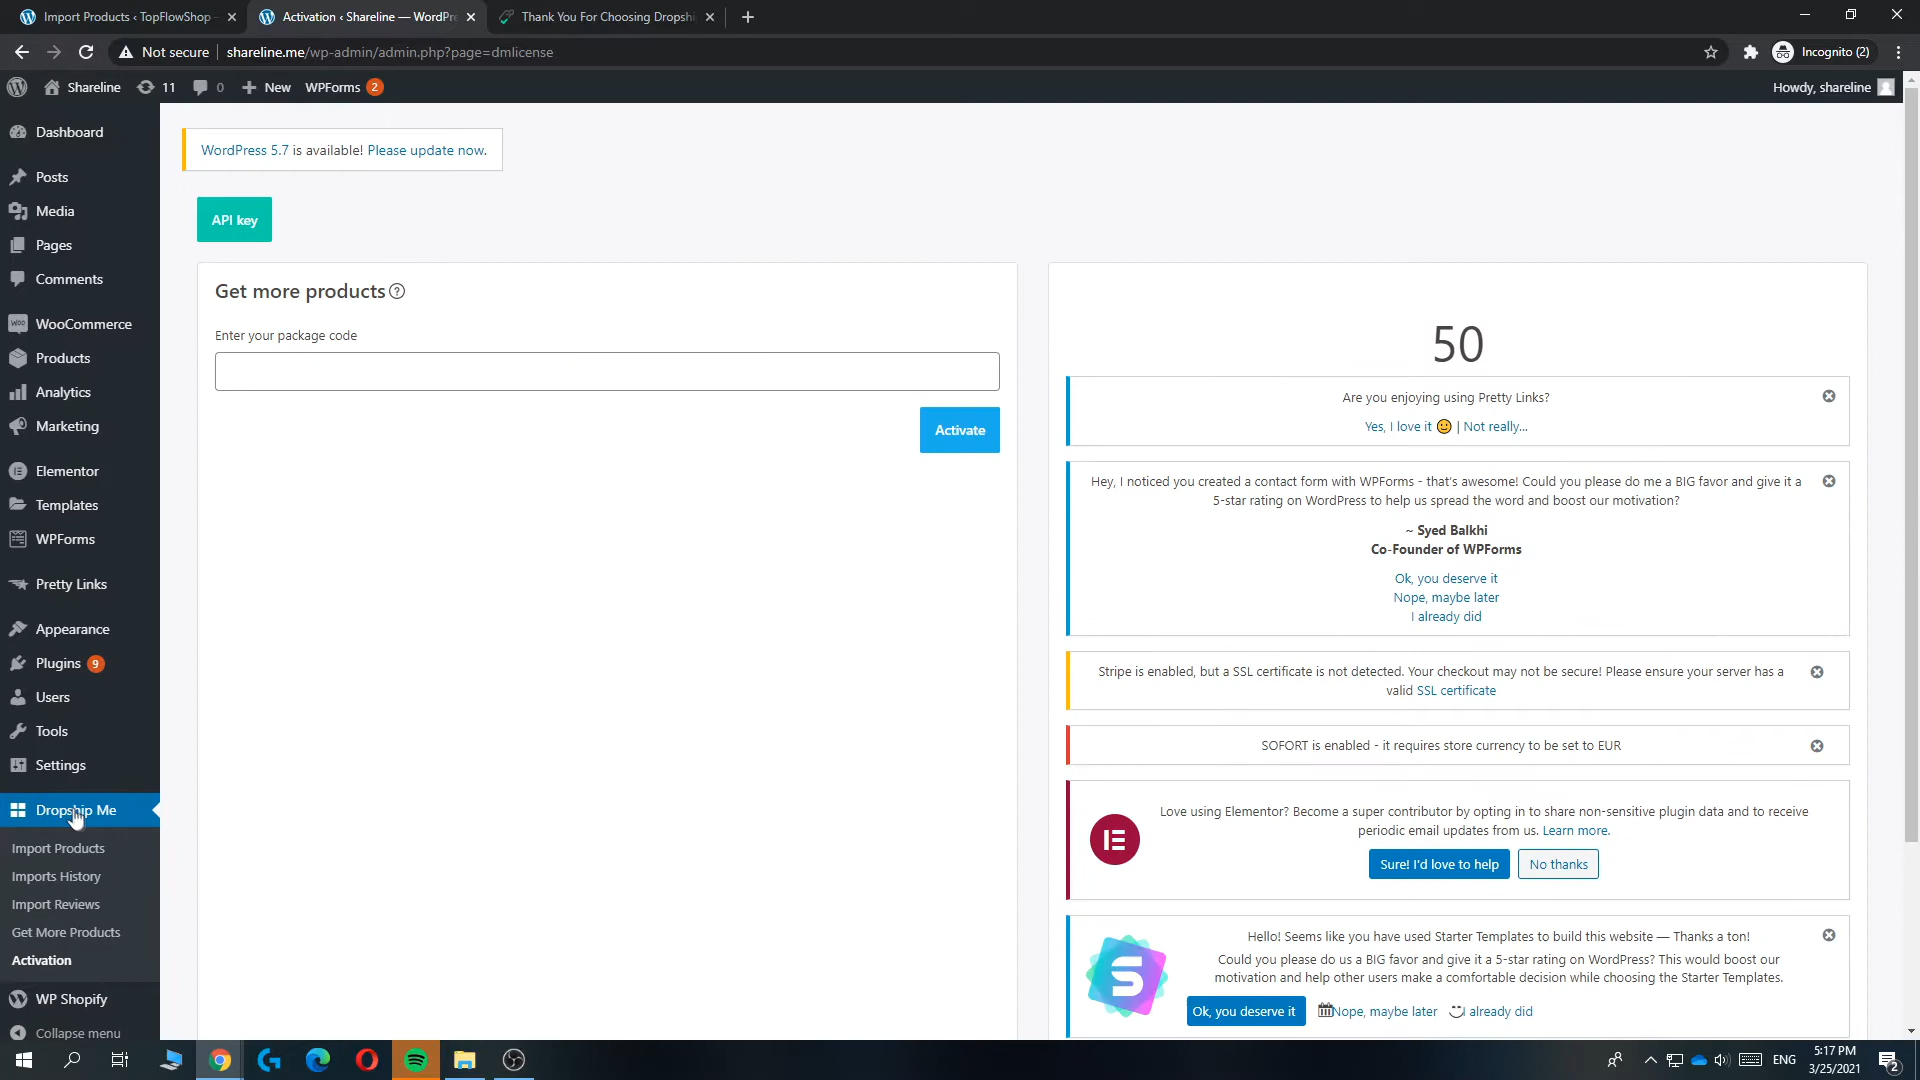 Import Products ‹ TopFlowShop
Activation ‹ Shareline — WordPre
Thank You For Choosing Dropshi
Not secure
shareline.me/wp-admin/admin.php?page=dmlicense
Incognito (2)
Shareline
11
0
New
WPForms
2
Howdy, shareline
Dashboard
Posts
Media
Pages
Comments
WooCommerce
Products
Analytics
Marketing
Elementor
Templates
WPForms
Pretty Links
Appearance
Plugins 9
Users
Tools
Settings
Dropship Me
Import Products
Imports History
Import Reviews
Get More Products
Activation
WP Shopify
Collapse menu
WordPress 5.7 is available! Please update now.
API key
Get more products
Enter your package code
Activate
50
Are you enjoying using Pretty Links?
Yes, I love it 🙂 | Not really...
Hey, I noticed you created a contact form with WPForms - that's awesome! Could you please do me a BIG favor and give it a
5-star rating on WordPress to help us spread the word and boost our motivation?
~ Syed Balkhi
Co-Founder of WPForms
Ok, you deserve it
Nope, maybe later
I already did
Stripe is enabled, but a SSL certificate is not detected. Your checkout may not be secure! Please ensure your server has a
valid SSL certificate
SOFORT is enabled - it requires store currency to be set to EUR
Love using Elementor? Become a super contributor by opting in to share non-sensitive plugin data and to receive
periodic email updates from us. Learn more.
Sure! I'd love to help
No thanks
Hello! Seems like you have used Starter Templates to build this website — Thanks a ton!
Could you please do us a BIG favor and give it a 5-star rating on WordPress? This would boost our
motivation and help other users make a comfortable decision while choosing the Starter Templates.
Ok, you deserve it
Nope, maybe later
I already did
ENG
5:17 PM
3/25/2021
2